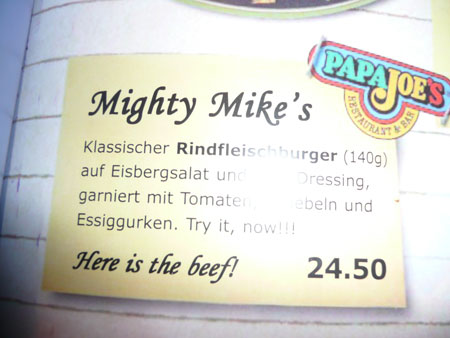 Mighty Mike's
PAPA JOE'S
RESTAURANT & BAR
Klassischer Rindfleischburger (140g)
auf Eisbergsalat und Dressing,
garniert mit Tomaten, und
Essiggurken. Try it, now!!!
Here is the beef!
24.50